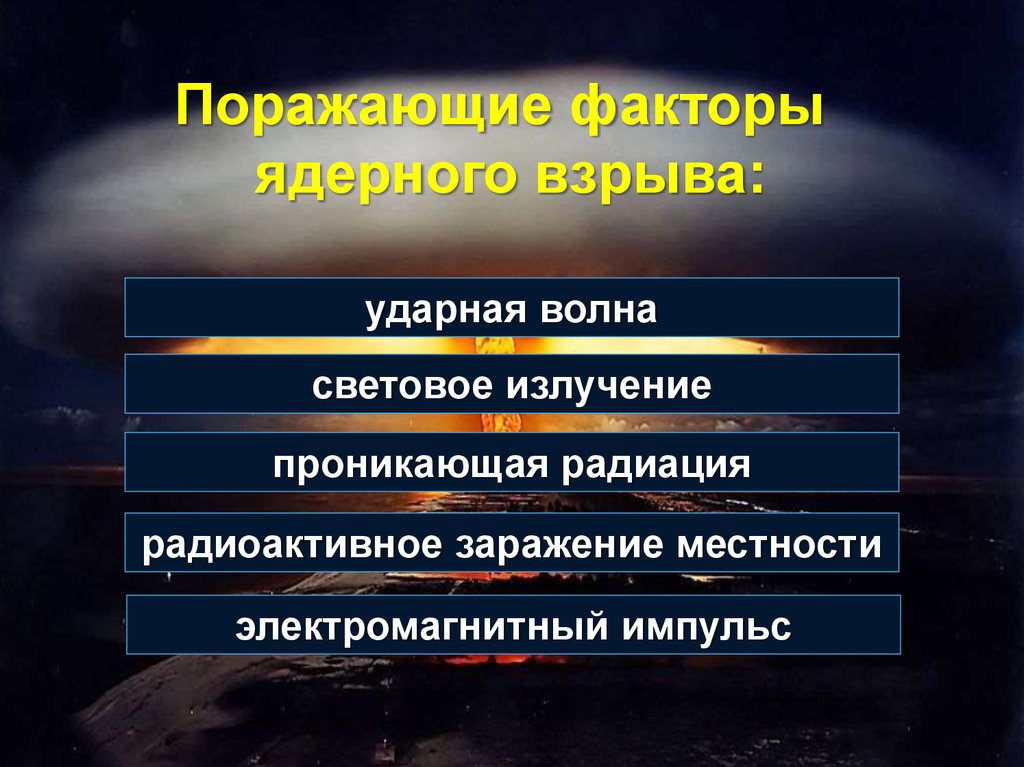 Поражающие факторы
ядерного взрыва:
ударная волна
световое излучение
проникающая радиация
радиоактивное заражение местности
электромагнитный импульс